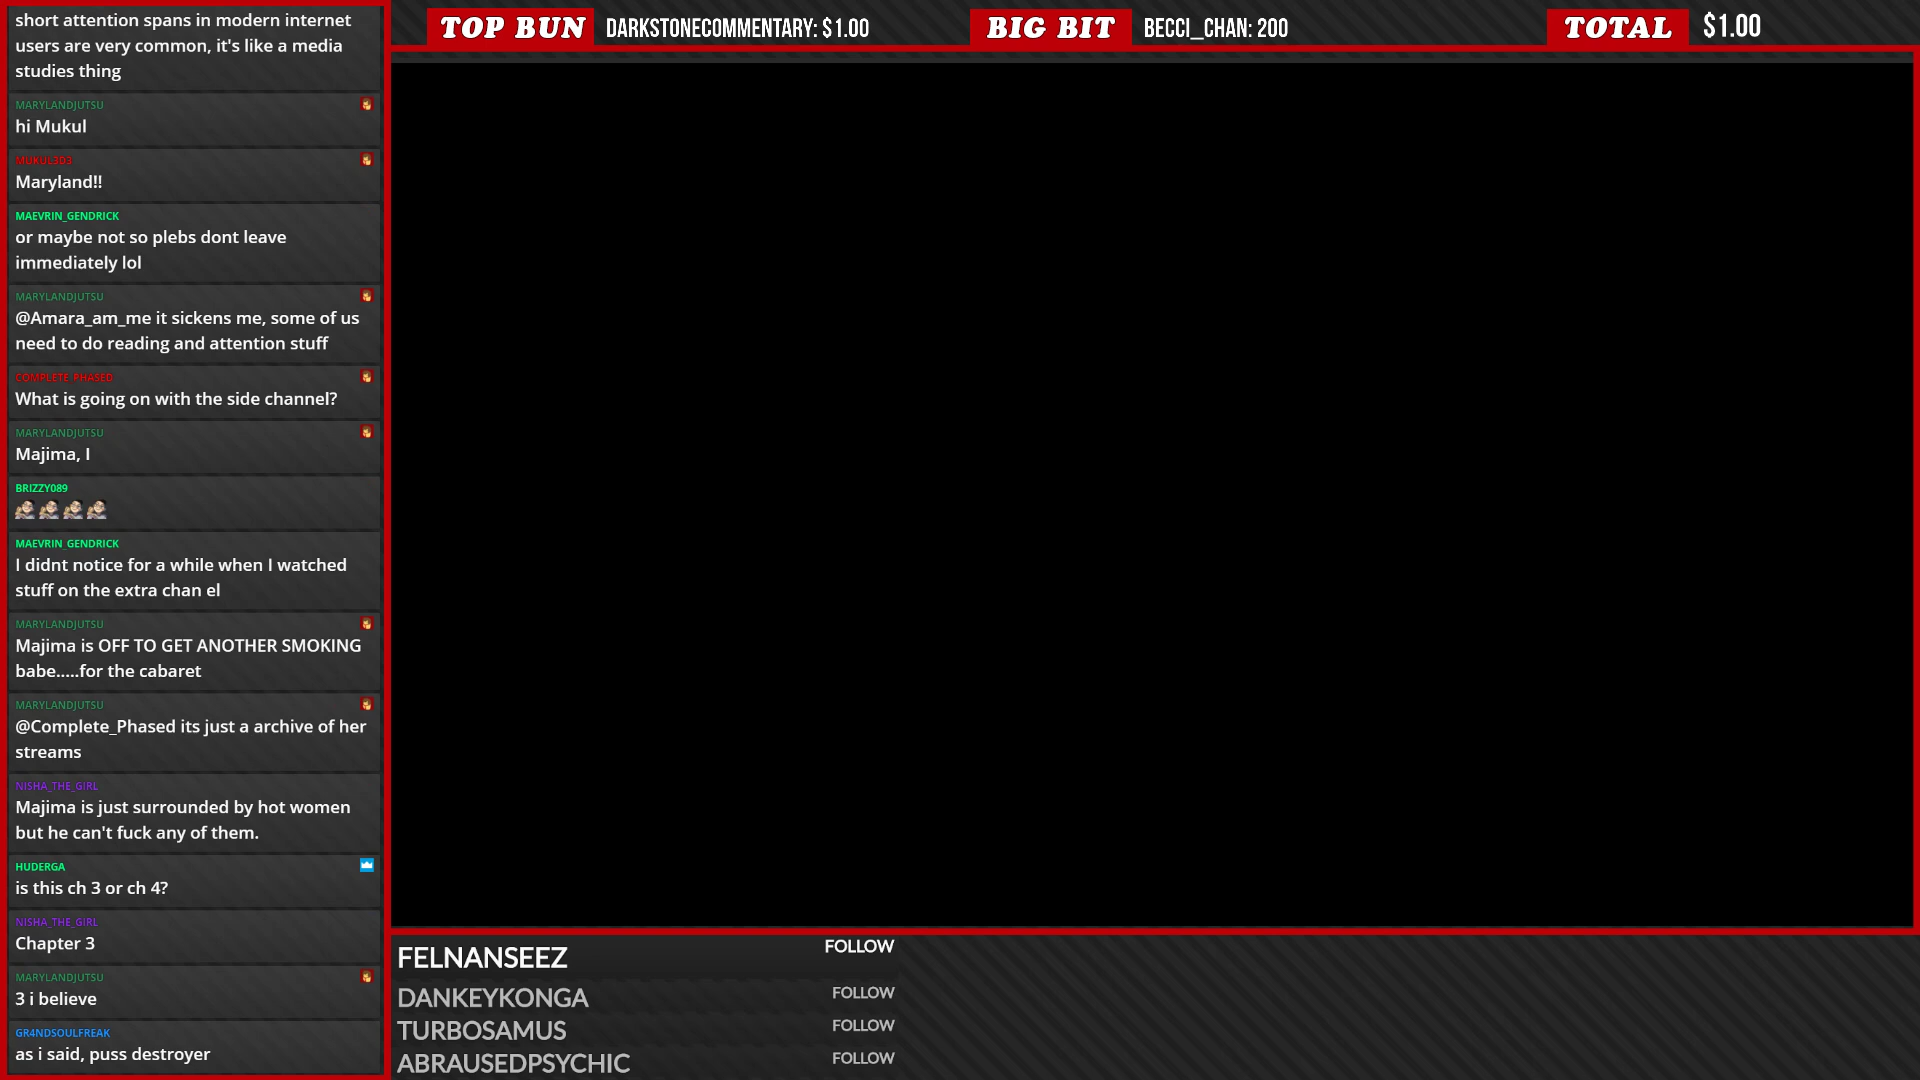 short attention spans in modern internet
users are very common, it's like a media
studies thing
MARYLANDJUTSU
hi Mukul
MUKUL3D3
Maryland!!
MAEVRIN_GENDRICK
or maybe not so plebs dont leave
immediately lol
MARYLANDJUTSU
@Amara_am_me it sickens me, some of us
need to do reading and attention stuff
COMPLETE_PHASED
What is going on with the side channel?
MARYLANDJUTSU
Majima, I
BRIZZY089
MAEVRIN_GENDRICK
I didnt notice for a while when I watched
stuff on the extra chan el
MARYLANDJUTSU
Majima is OFF TO GET ANOTHER SMOKING
babe.....for the cabaret
MARYLANDJUTSU
@Complete_Phased its just a archive of her
streams
NISHA_THE_GIRL
Majima is just surrounded by hot women
but he can't fuck any of them.
HUDERGA
is this ch 3 or ch 4?
NISHA_THE_GIRL
Chapter 3
MARYLANDJUTSU
3 i believe
GR4NDSOULFREAK
as i said, puss destroyer
TOP BUN DARKSTONECOMMENTARY: $1.00
BIG BIT BECCI_CHAN: 200
TOTAL $1.00
FELNANSEEZ FOLLOW
DANKEYKONGA FOLLOW
TURBOSAMUS FOLLOW
ABRAUSEDPSYCHIC FOLLOW